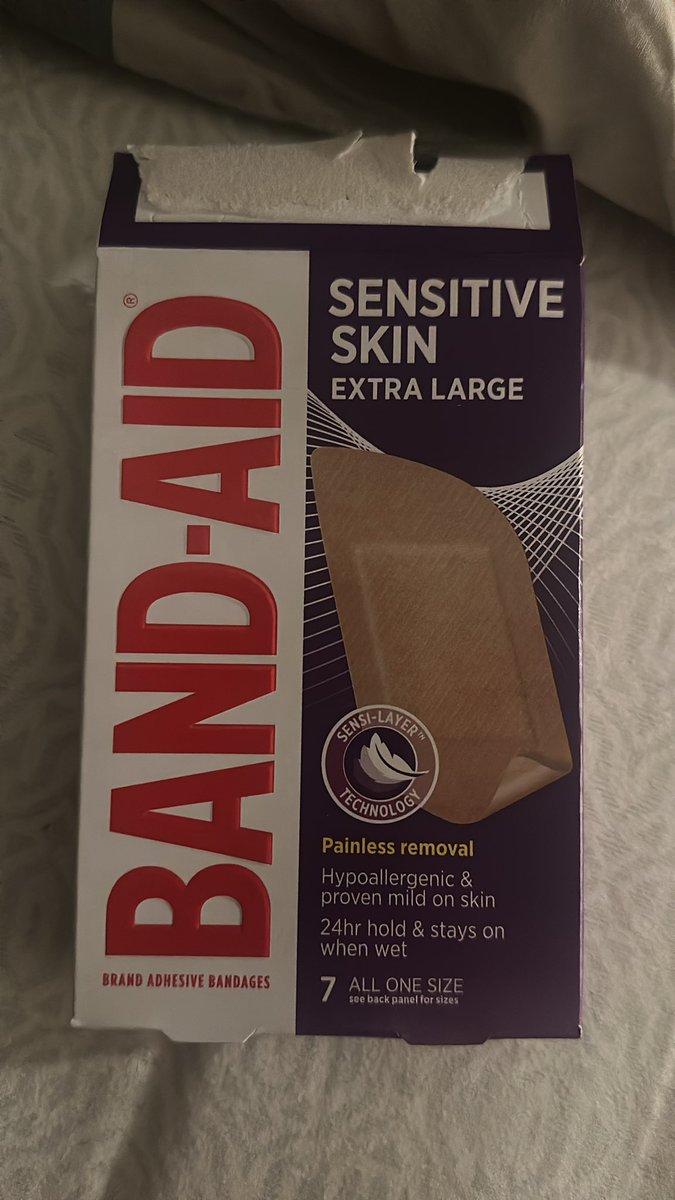 BAND-AID®
BRAND ADHESIVE BANDAGES
SENSITIVE
SKIN
EXTRA LARGE
SENSI-LAYER™
TECHNOLOGY
Painless removal
Hypoallergenic &
proven mild on skin
24hr hold & stays on
when wet
7 ALL ONE SIZE
see back panel for sizes